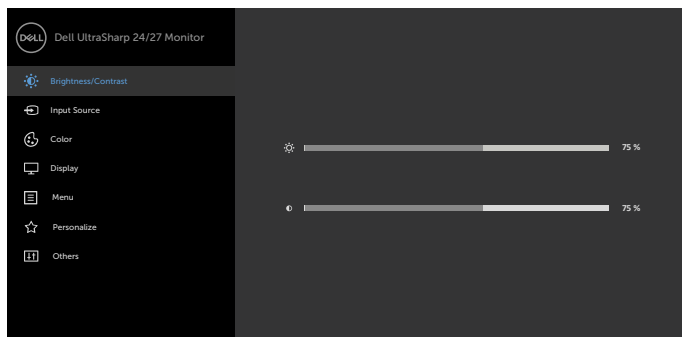 DELL Dell UltraSharp 24/27 Monitor
Brightness/Contrast
Input Source
Color
Display
Menu
Personalize
Others
75 %
75 %